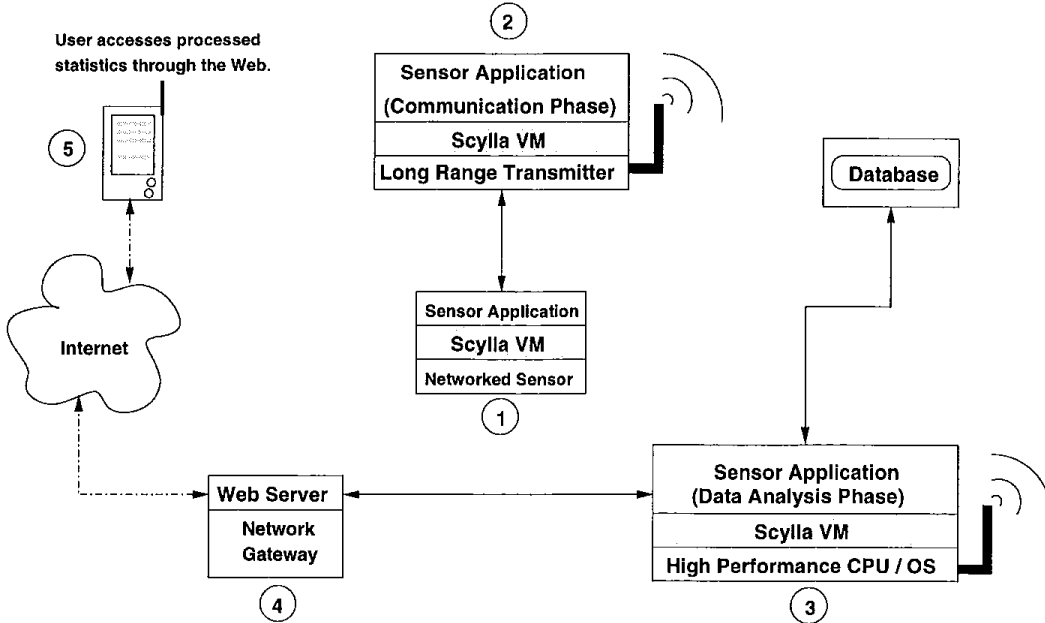 User accesses processed
statistics through the Web.
5
Internet
2
Sensor Application
(Communication Phase)
Scylla VM
Long Range Transmitter
Sensor Application
Scylla VM
Networked Sensor
1
Database
Web Server
Network
Gateway
4
Sensor Application
(Data Analysis Phase)
Scylla VM
High Performance CPU / OS
3